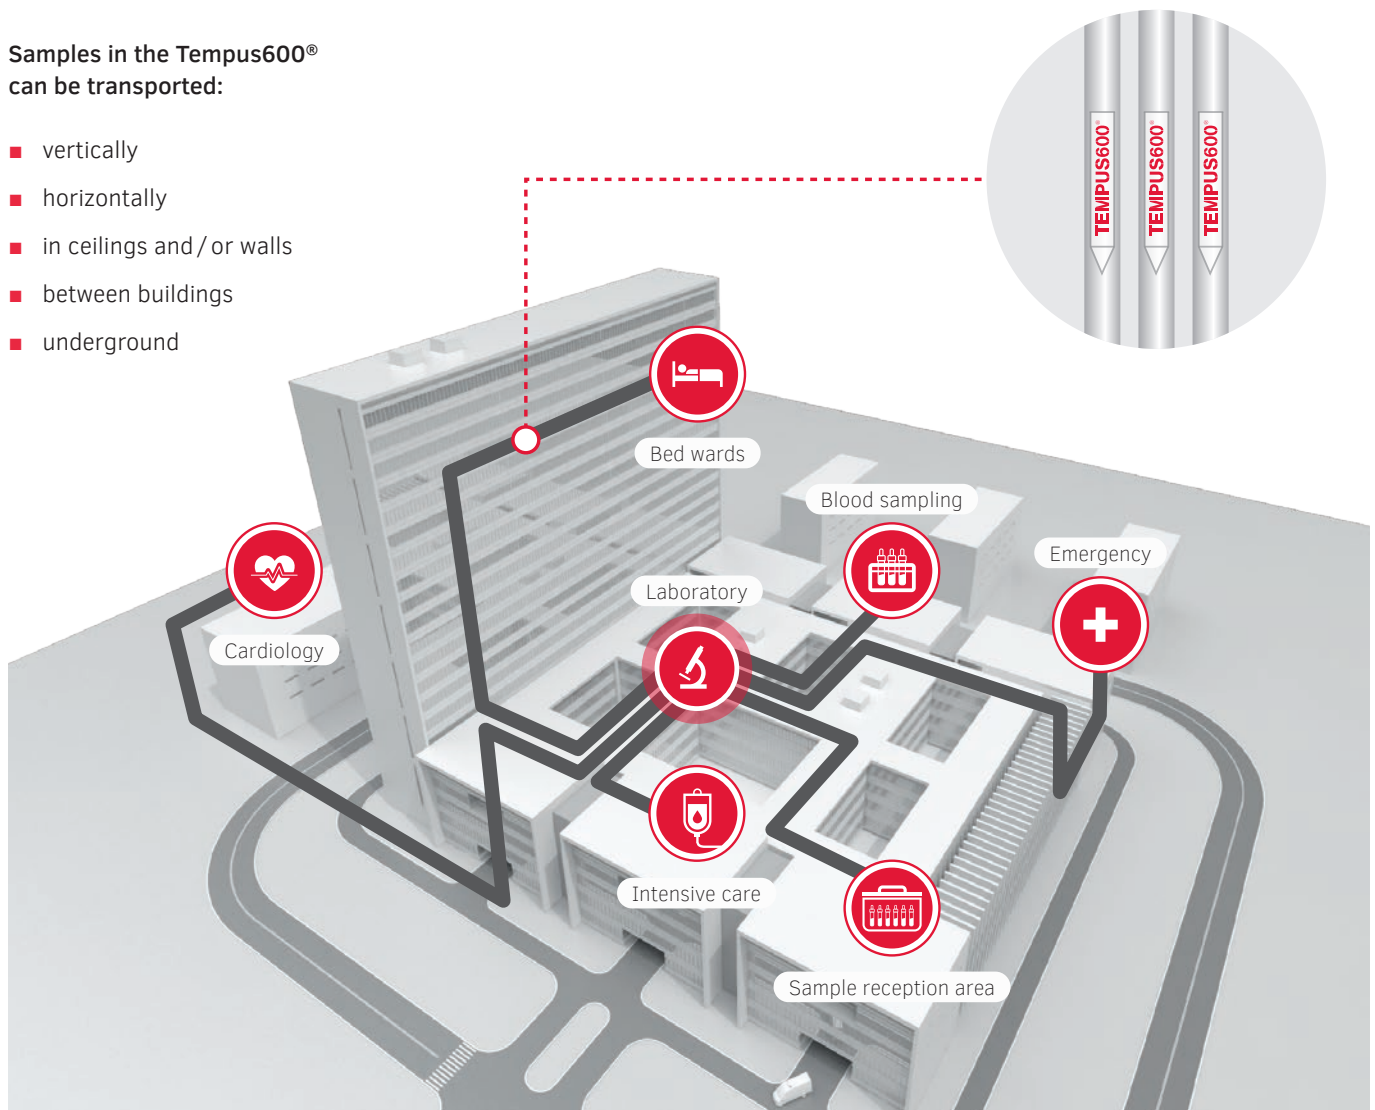 Samples in the Tempus600®
can be transported:
vertically
horizontally
in ceilings and / or walls
between buildings
underground
TEMPUS600®
TEMPUS600®
TEMPUS600®
Bed wards
Blood sampling
Emergency
Laboratory
Cardiology
Intensive care
Sample reception area